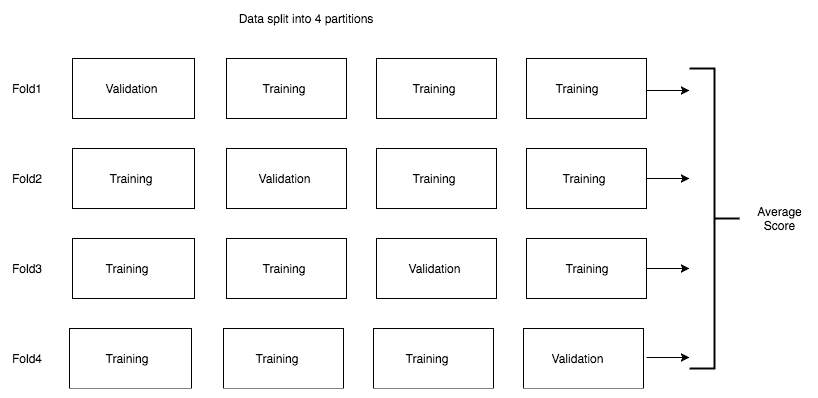 Data split into 4 partitions
Fold1
Validation
Training
Training
Training
Fold2
Training
Validation
Training
Training
Average
Score
Fold3
Training
Training
Validation
Training
Fold4
Training
Training
Training
Validation